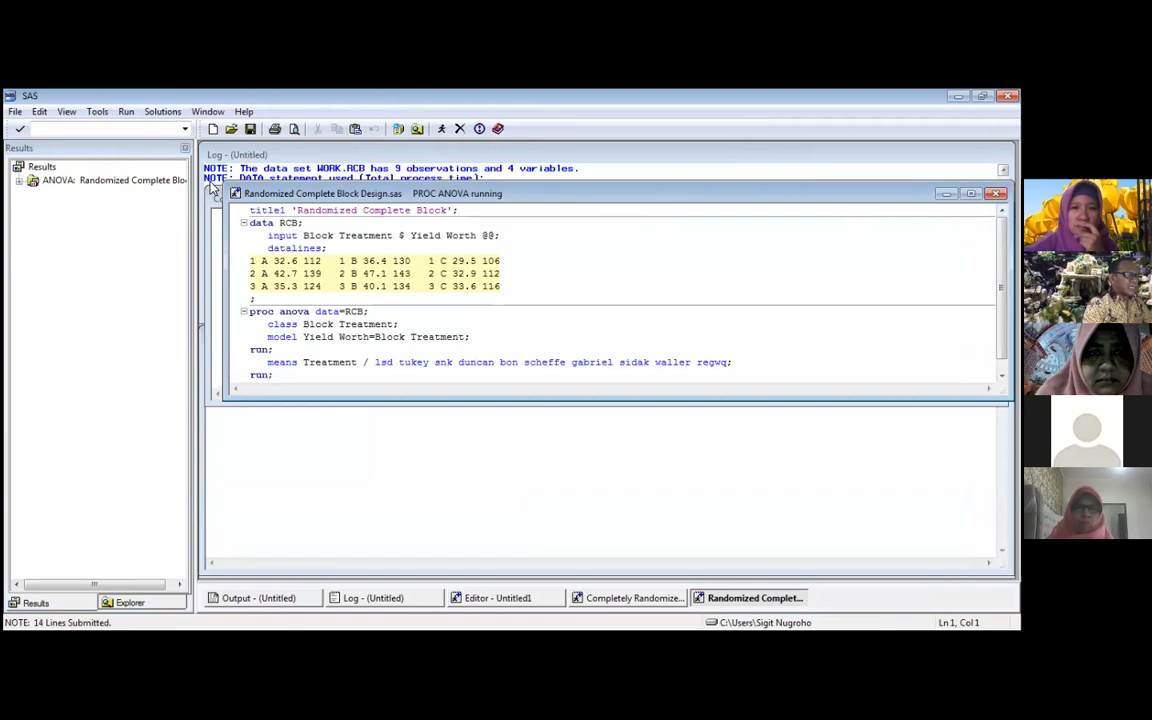 SAS
File Edit View Tools Run Solutions Window Help
Results
Results
ANOVA: Randomized Complete Blo
Log - (Untitled)
NOTE: The data set WORK.RCB has 9 observations and 4 variables.
NOTE: DATA statement used (Total process time):
Randomized Complete Block Design.sas PROC ANOVA running
title1 'Randomized Complete Block';
data RCB;
input Block Treatment $ Yield Worth @@;
datalines;
1 A 32.6 112 1 B 36.4 130 1 C 29.5 106
2 A 42.7 139 2 B 47.1 143 2 C 32.9 112
3 A 35.3 124 3 B 40.1 134 3 C 33.6 116
;
proc anova data=RCB;
class Block Treatment;
model Yield Worth=Block Treatment;
run;
means Treatment / lsd tukey snk duncan bon scheffe gabriel sidak waller regwq;
run;
Results Explorer
Output - (Untitled) Log - (Untitled) Editor - Untitled1 Completely Randomize... Randomized Complet...
NOTE: 14 Lines Submitted. C:\Users\Sigit Nugroho Ln 1, Col 1